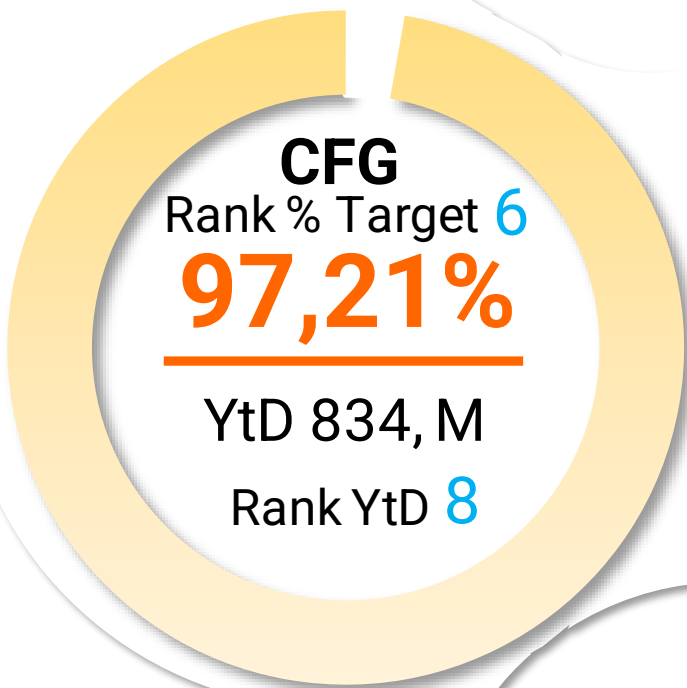 CFG
Rank % Target 6
97,21%
YtD 834, M
Rank YtD 8